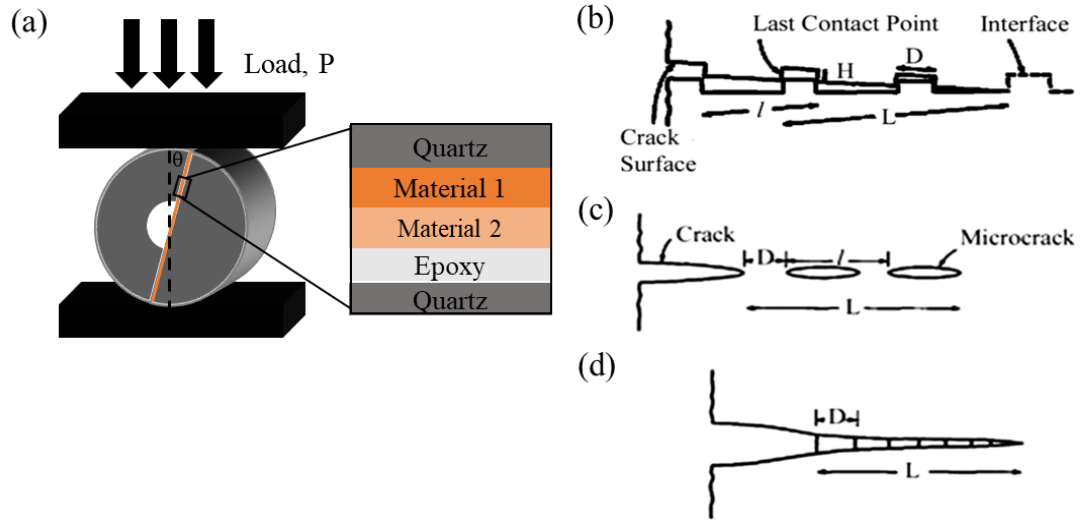 (a)
Load, P
θ
Quartz
Material 1
Material 2
Epoxy
Quartz
(b)
Last Contact Point
Interface
D
H
l
L
Crack
Surface
(c)
Crack
Microcrack
D
l
L
(d)
D
L